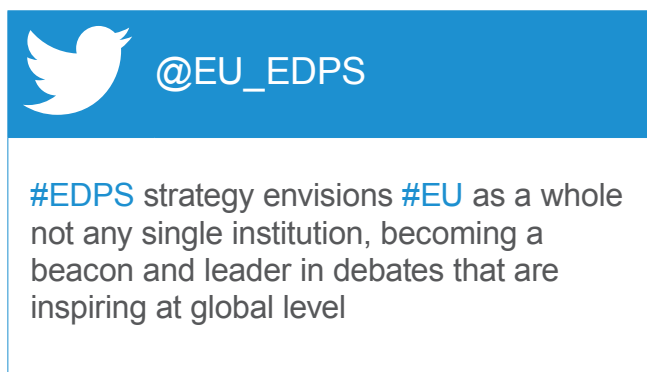 @EU_EDPS
#EDPS strategy envisions #EU as a whole
not any single institution, becoming a
beacon and leader in debates that are
inspiring at global level